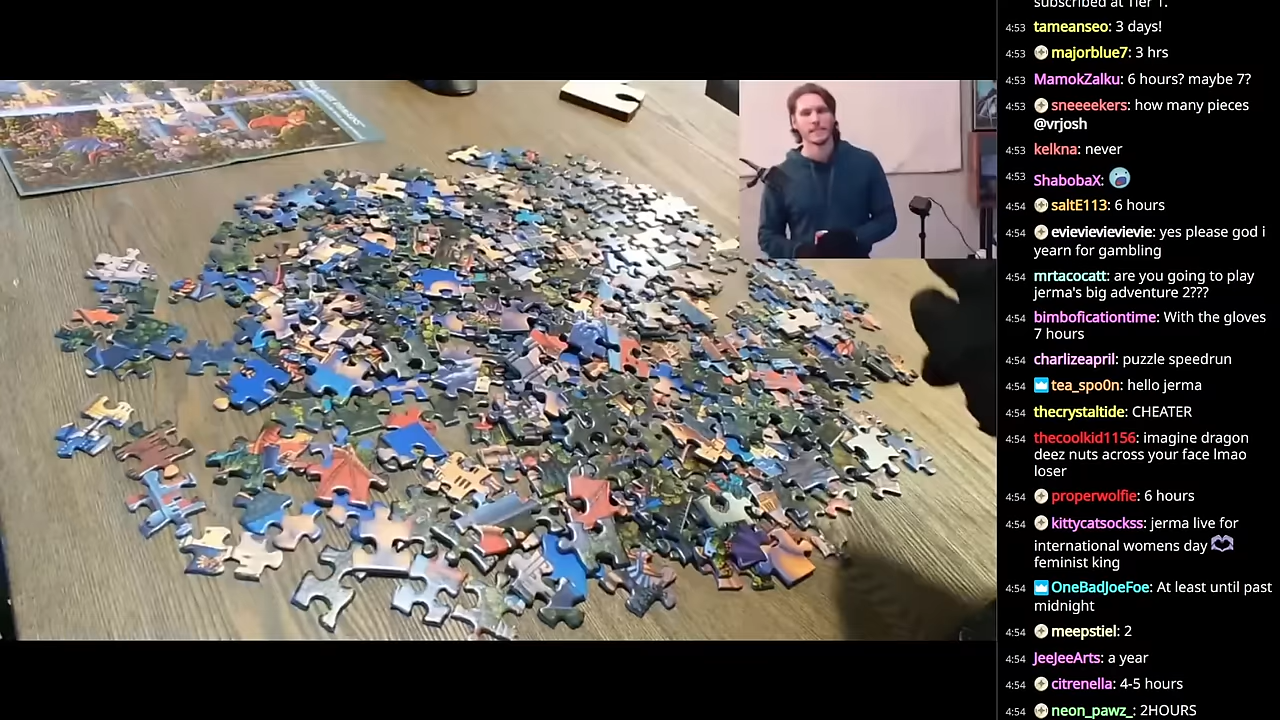 subscribed at Tier 1.
4:53 tameanseo: 3 days!
4:53 majorblue7: 3 hrs
4:53 MamokZalku: 6 hours? maybe 7?
4:53 sneeeekers: how many pieces
@vrjosh
4:53 kelkna: never
4:53 ShabobaX:
4:54 saltE113: 6 hours
4:54 evievievievievie: yes please god i
yearn for gambling
4:54 mrtacocatt: are you going to play
jerma's big adventure 2???
4:54 bimboficationtime: With the gloves
7 hours
4:54 charlizeapril: puzzle speedrun
4:54 tea_spo0n: hello jerma
4:54 thecrystaltide: CHEATER
4:54 thecoolkid1156: imagine dragon
deez nuts across your face lmao
loser
4:54 properwolfie: 6 hours
4:54 kittycatsockss: jerma live for
international womens day
feminist king
4:54 OneBadJoeFoe: At least until past
midnight
4:54 meepstiel: 2
4:54 JeeJeeArts: a year
4:54 citrenella: 4-5 hours
4:54 neon_pawz_: 2HOURS